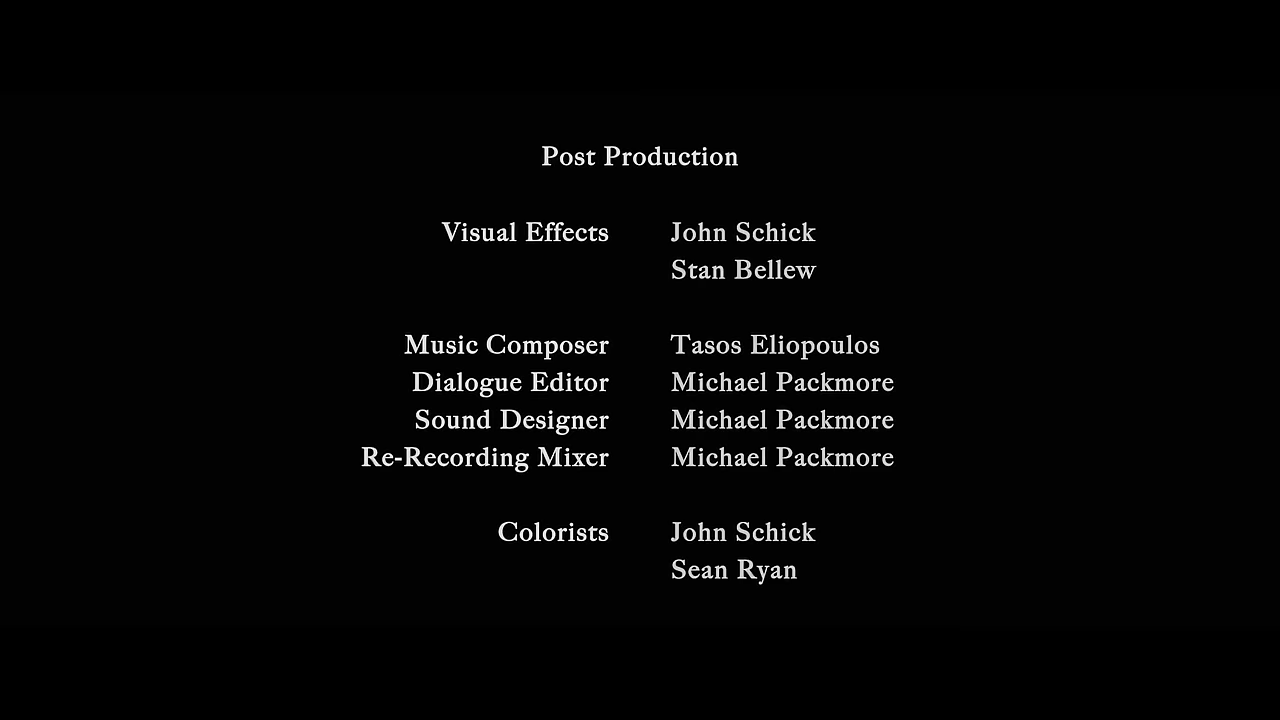 Post Production
Visual Effects John Schick
Stan Bellew
Music Composer Tasos Eliopoulos
Dialogue Editor Michael Packmore
Sound Designer Michael Packmore
Re-Recording Mixer Michael Packmore
Colorists John Schick
Sean Ryan